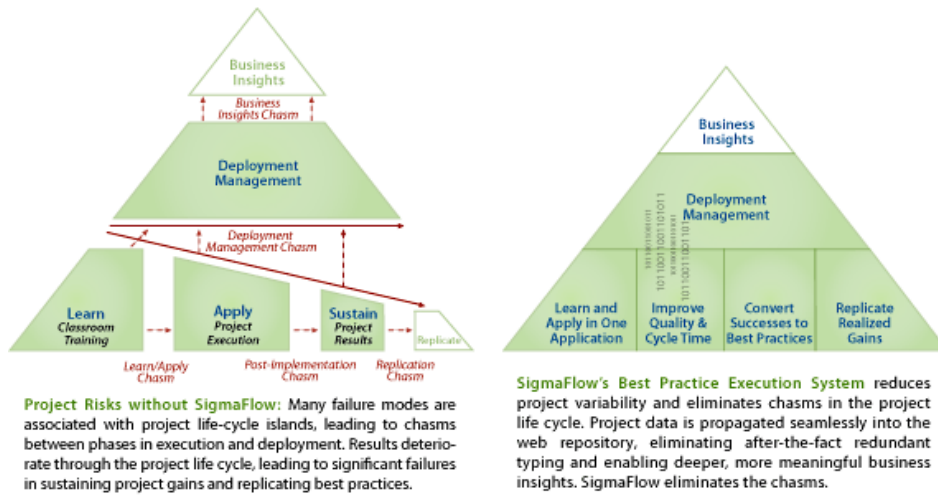 Business
Insights
Business
Insights Chasm
Deployment
Management
Deployment
Management Chasm
Learn
Classroom
Training
Apply
Project
Execution
Sustain
Project
Results
Replicate
Learn/Apply
Chasm
Post-Implementation
Chasm
Replication
Chasm
Project Risks without SigmaFlow: Many failure modes are
associated with project life-cycle islands, leading to chasms
between phases in execution and deployment. Results deterio-
rate through the project life cycle, leading to significant failures
in sustaining project gains and replicating best practices.
Business
Insights
Deployment
Management
Learn and
Apply in One
Application
Improve
Quality &
Cycle Time
Convert
Successes to
Best Practices
Replicate
Realized
Gains
SigmaFlow's Best Practice Execution System reduces
project variability and eliminates chasms in the project
life cycle. Project data is propagated seamlessly into the
web repository, eliminating after-the-fact redundant
typing and enabling deeper, more meaningful business
insights. SigmaFlow eliminates the chasms.